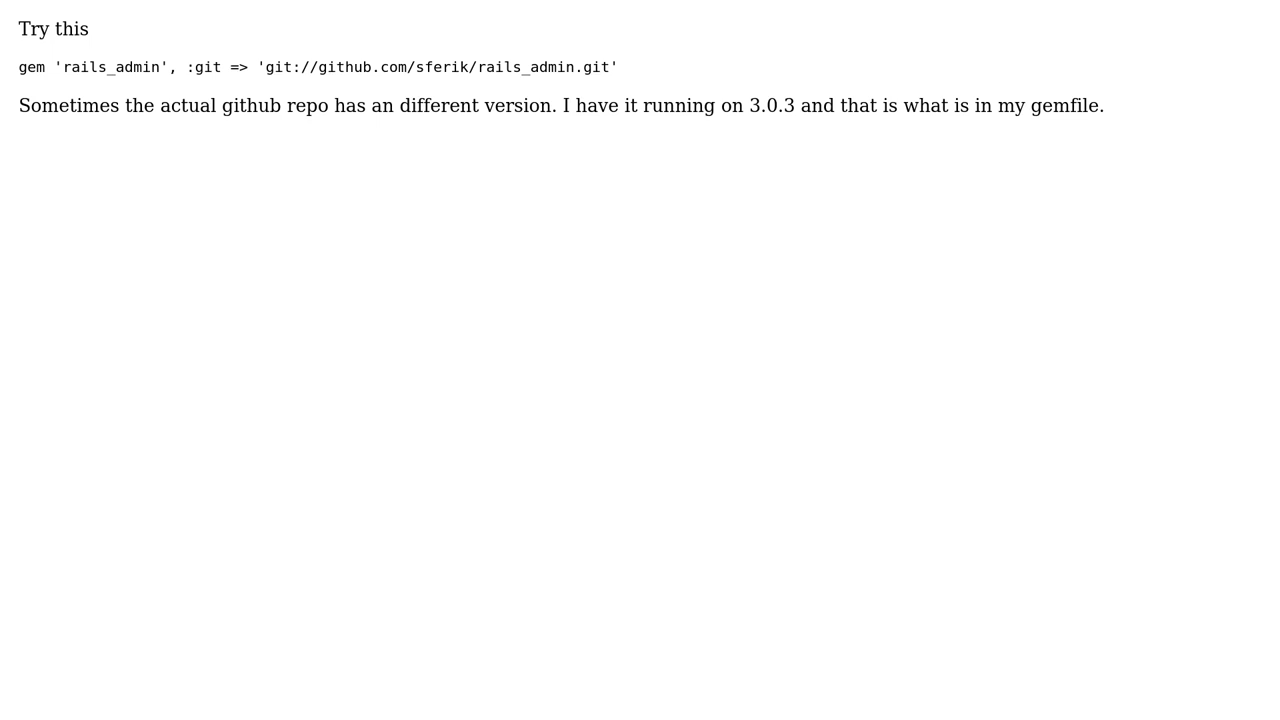 Try this
gem 'rails_admin', :git => 'git://github.com/sferik/rails_admin.git'
Sometimes the actual github repo has an different version. I have it running on 3.0.3 and that is what is in my gemfile.